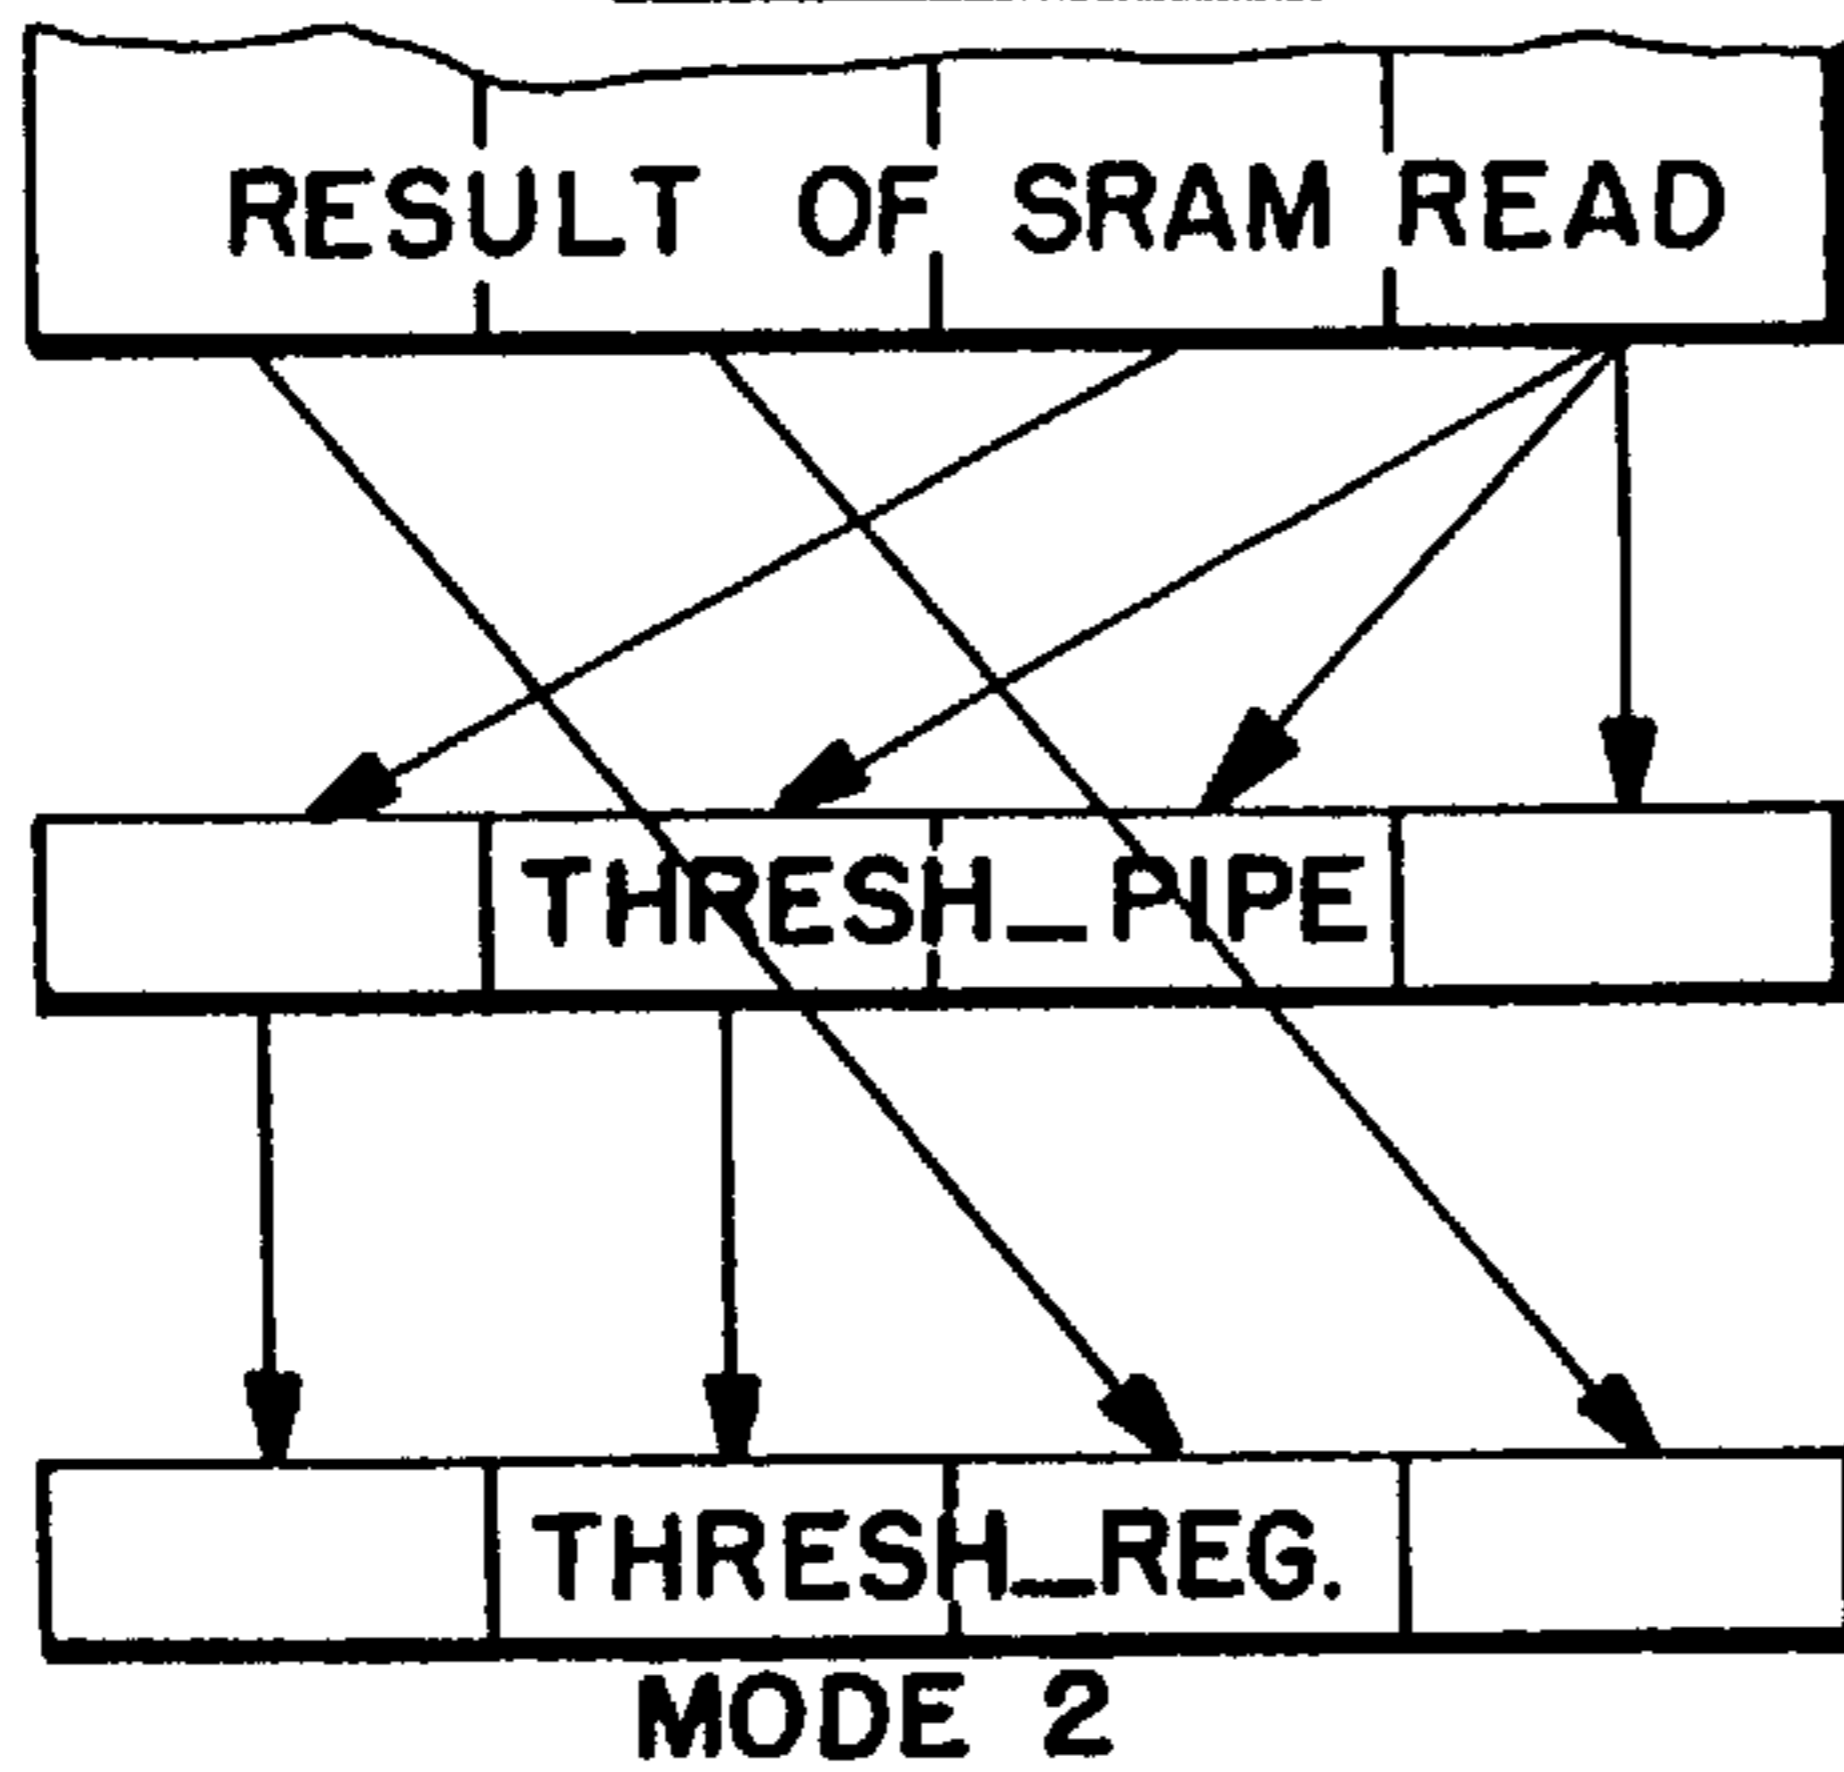 RESULT OF SRAM READ
THRESH_PIPE
THRESH_REG.
MODE 2